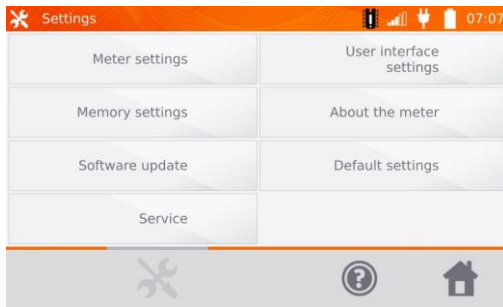 Settings
07:07
Meter settings
User interface
settings
Memory settings
About the meter
Software update
Default settings
Service
?